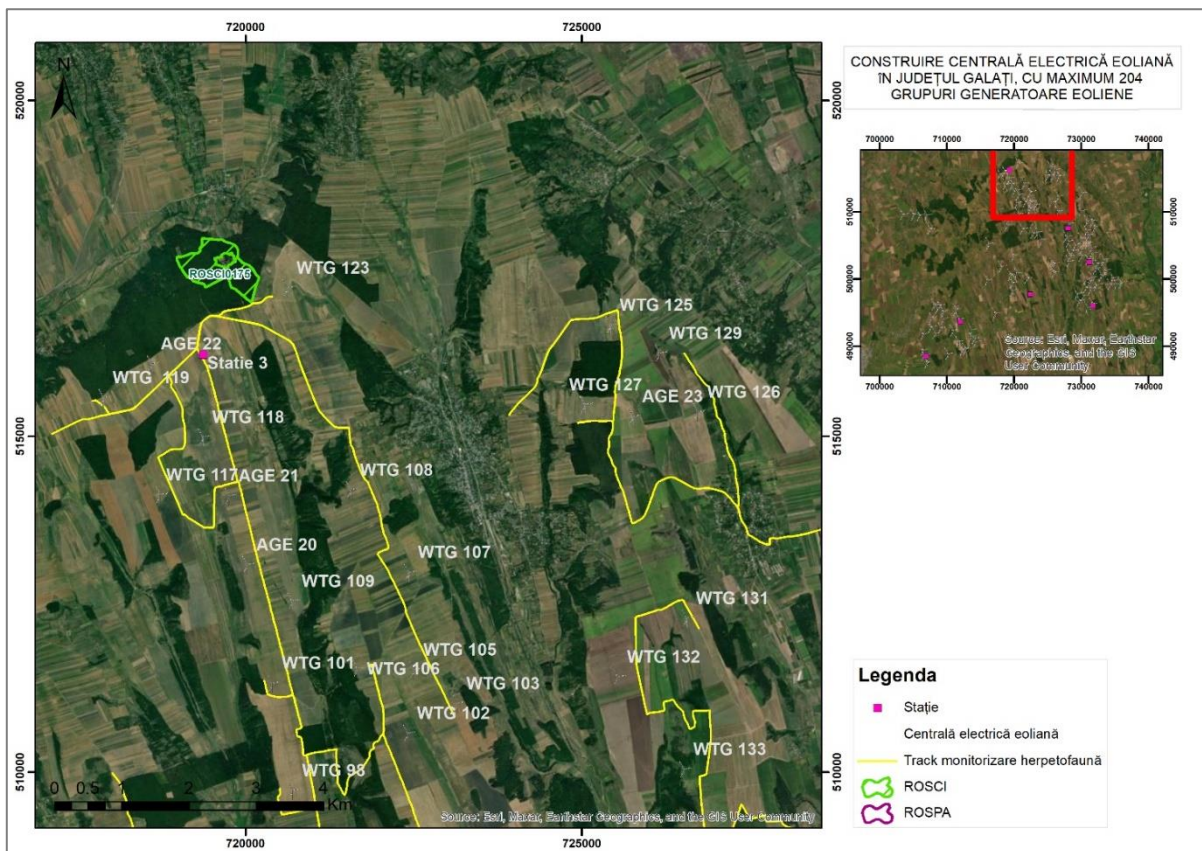 720000
725000
520000
520000
515000
515000
510000
510000
720000
725000
N
ROSCI0175
WTG 123
WTG 125
WTG 129
AGE 22
Statie 3
WTG 119
WTG 127
AGE 23
WTG 126
WTG 118
WTG 117
AGE 21
WTG 108
AGE 20
WTG 107
WTG 109
WTG 131
WTG 105
WTG 132
WTG 101
WTG 106
WTG 103
WTG 102
WTG 133
WTG 98
0 0.5 1 2 3 4
Km
Source: Esri, Maxar, Earthstar Geographics, and the GIS User Community
CONSTRUIRE CENTRALĂ ELECTRICĂ EOLIANĂ
ÎN JUDEȚUL GALAȚI, CU MAXIMUM 204
GRUPURI GENERATOARE EOLIENE
700000 710000 720000 730000 740000
510000
510000
500000
500000
490000
490000
Source: Esri, Maxar, Earthstar
Geographics, and the GIS
User Community
700000 710000 720000 730000 740000
Legenda
Stație
Centrală electrică eoliană
Track monitorizare herpetofaună
ROSCI
ROSPA